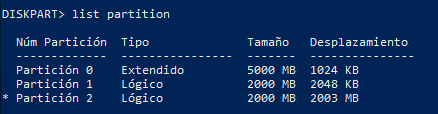 DISKPART> list partition
Núm Partición  Tipo              Tamaño   Desplazamiento
-------------  ----------------  -------  ---------------
Partición 0    Extendido         5000 MB  1024 KB
Partición 1    Lógico            2000 MB  2048 KB
* Partición 2    Lógico            2000 MB  2003 MB